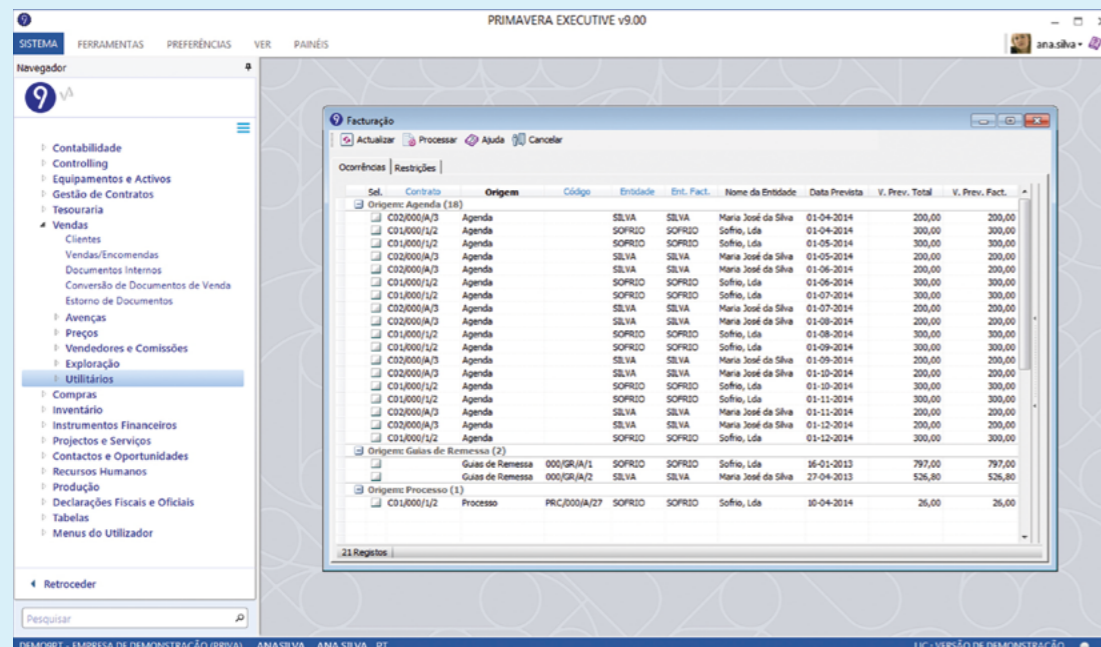 9 PRIMAVERA EXECUTIVE v9.00
SISTEMA FERRAMENTAS PREFERÊNCIAS VER PAINÉIS ana.silva
Navegador
9
Contabilidade
Controlling
Equipamentos e Activos
Gestão de Contratos
Tesouraria
Vendas
Clientes
Vendas/Encomendas
Documentos Internos
Conversão de Documentos de Venda
Estorno de Documentos
Avenças
Preços
Vendedores e Comissões
Exploração
Utilitários
Compras
Inventário
Instrumentos Financeiros
Projectos e Serviços
Contactos e Oportunidades
Recursos Humanos
Produção
Declarações Fiscais e Oficiais
Tabelas
Menus do Utilizador
Retroceder
Pesquisar
9 Facturação
Actualizar Processar Ajuda Cancelar
Ocorrências Restrições
Sel. Contrato Origem Código Entidade Ent. Fact. Nome da Entidade Data Prevista V. Prev. Total V. Prev. Fact.
Origem: Agenda (18)
C02/000/A/3 Agenda SILVA SILVA Maria José da Silva 01-04-2014 200,00 200,00
C01/000/1/2 Agenda SOFRIO SOFRIO Sofrio, Lda 01-04-2014 300,00 300,00
C01/000/1/2 Agenda SOFRIO SOFRIO Sofrio, Lda 01-05-2014 300,00 300,00
C02/000/A/3 Agenda SILVA SILVA Maria José da Silva 01-05-2014 200,00 200,00
C02/000/A/3 Agenda SILVA SILVA Maria José da Silva 01-06-2014 200,00 200,00
C01/000/1/2 Agenda SOFRIO SOFRIO Sofrio, Lda 01-06-2014 300,00 300,00
C01/000/1/2 Agenda SOFRIO SOFRIO Sofrio, Lda 01-07-2014 300,00 300,00
C02/000/A/3 Agenda SILVA SILVA Maria José da Silva 01-07-2014 200,00 200,00
C02/000/A/3 Agenda SILVA SILVA Maria José da Silva 01-08-2014 200,00 200,00
C01/000/1/2 Agenda SOFRIO SOFRIO Sofrio, Lda 01-08-2014 300,00 300,00
C01/000/1/2 Agenda SOFRIO SOFRIO Sofrio, Lda 01-09-2014 300,00 300,00
C02/000/A/3 Agenda SILVA SILVA Maria José da Silva 01-09-2014 200,00 200,00
C02/000/A/3 Agenda SILVA SILVA Maria José da Silva 01-10-2014 200,00 200,00
C01/000/1/2 Agenda SOFRIO SOFRIO Sofrio, Lda 01-10-2014 300,00 300,00
C01/000/1/2 Agenda SOFRIO SOFRIO Sofrio, Lda 01-11-2014 300,00 300,00
C02/000/A/3 Agenda SILVA SILVA Maria José da Silva 01-11-2014 200,00 200,00
C02/000/A/3 Agenda SILVA SILVA Maria José da Silva 01-12-2014 200,00 200,00
C01/000/1/2 Agenda SOFRIO SOFRIO Sofrio, Lda 01-12-2014 300,00 300,00
Origem: Guias de Remessa (2)
Guias de Remessa 000/GR/A/1 SOFRIO SOFRIO Sofrio, Lda 16-01-2013 797,00 797,00
Guias de Remessa 000/GR/A/2 SILVA SILVA Maria José da Silva 27-04-2013 526,80 526,80
Origem: Processo (1)
C01/000/1/2 Processo PRC/000/A/27 SOFRIO SOFRIO Sofrio, Lda 10-04-2014 26,00 26,00
21 Registos
EMPRESA DE DEMONSTRAÇÃO ANASILVA ANA SILVA PT VERSÃO DE DEMONSTRAÇÃO